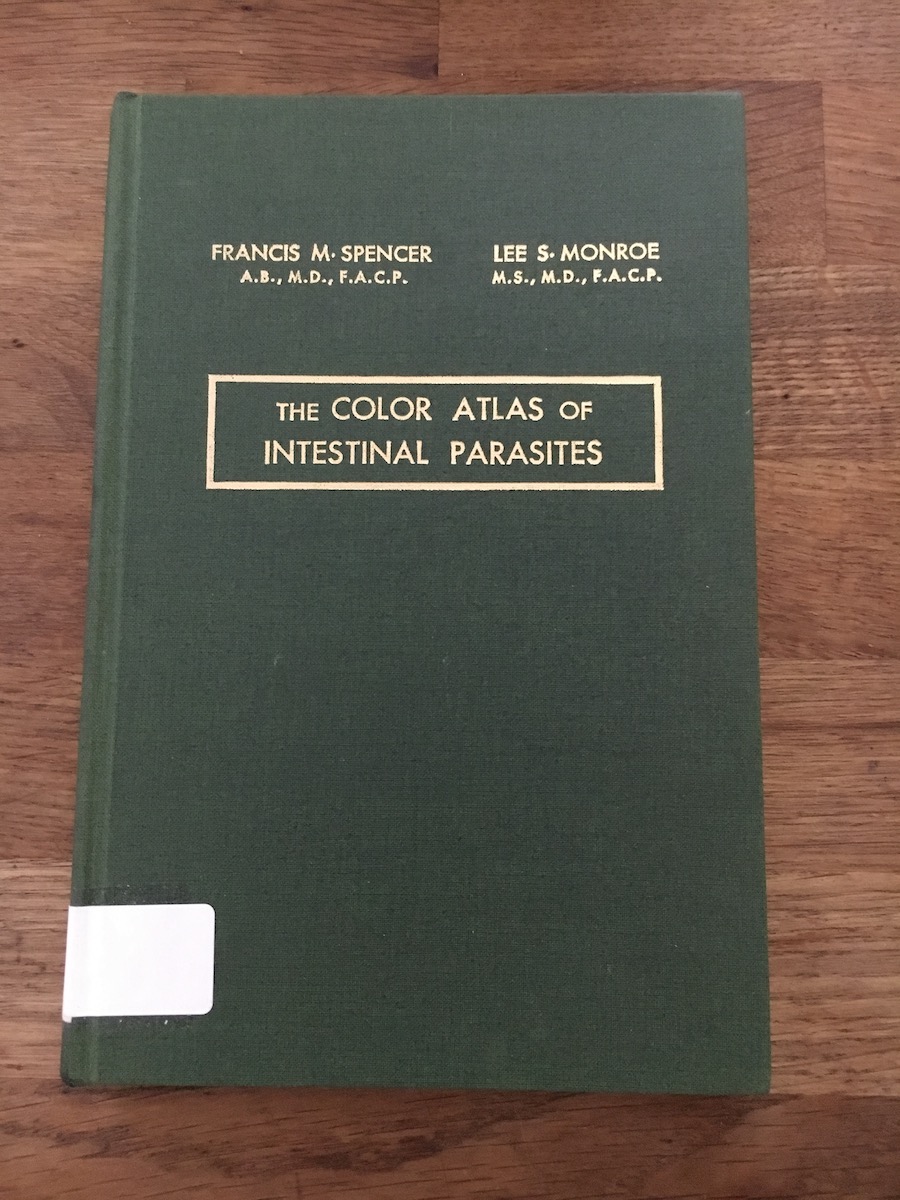 FRANCIS M. SPENCER
A.B., M.D., F.A.C.P.
LEE S. MONROE
M.S., M.D., F.A.C.P.
THE COLOR ATLAS OF
INTESTINAL PARASITES